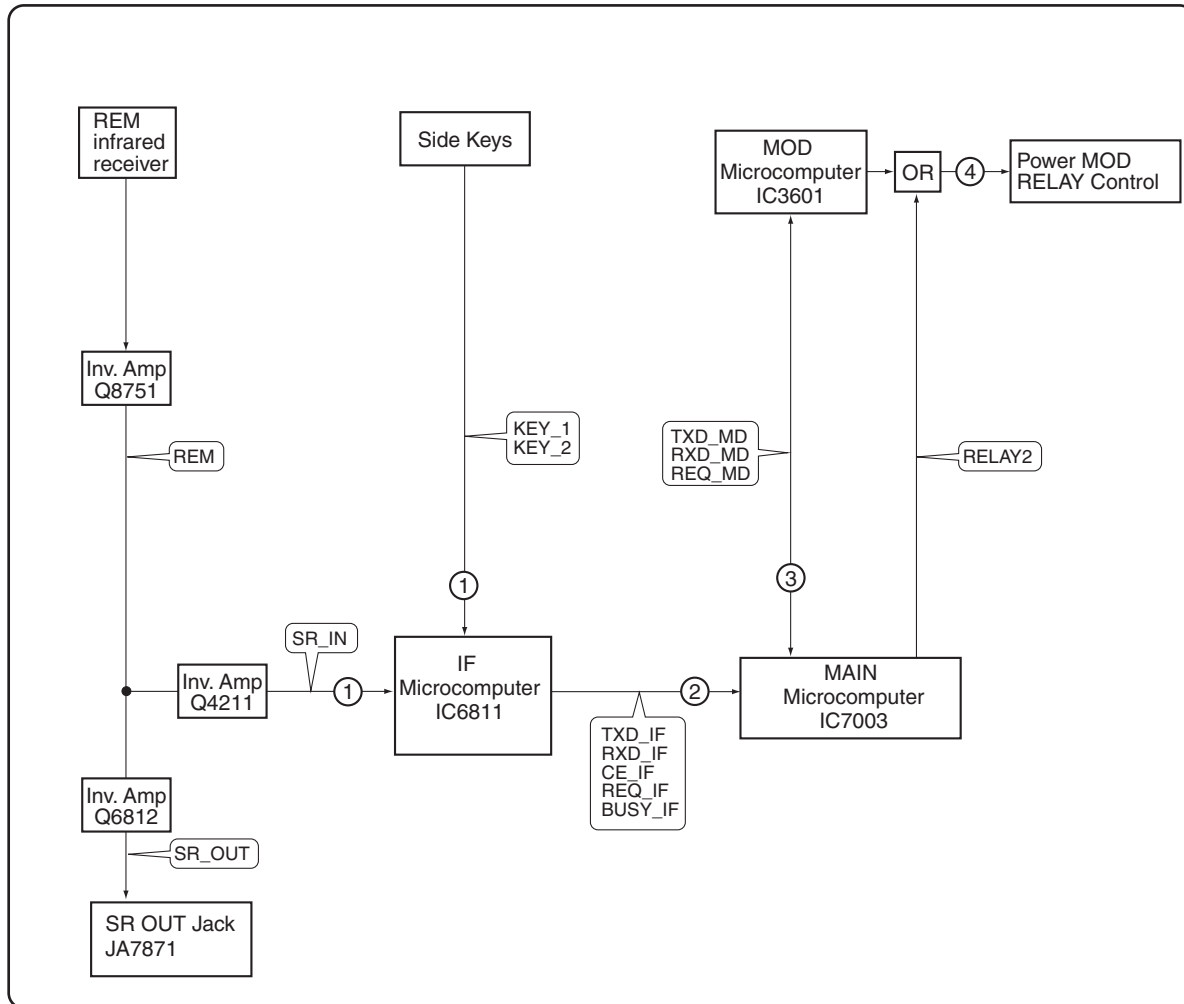 REM
infrared
receiver
Side Keys
MOD
Microcomputer
IC3601
OR
4
Power MOD
RELAY Control
Inv. Amp
Q8751
REM
KEY_1
KEY_2
TXD_MD
RXD_MD
REQ_MD
RELAY2
1
3
SR_IN
Inv. Amp
Q4211
1
IF
Microcomputer
IC6811
2
MAIN
Microcomputer
IC7003
TXD_IF
RXD_IF
CE_IF
REQ_IF
BUSY_IF
Inv. Amp
Q6812
SR_OUT
SR OUT Jack
JA7871